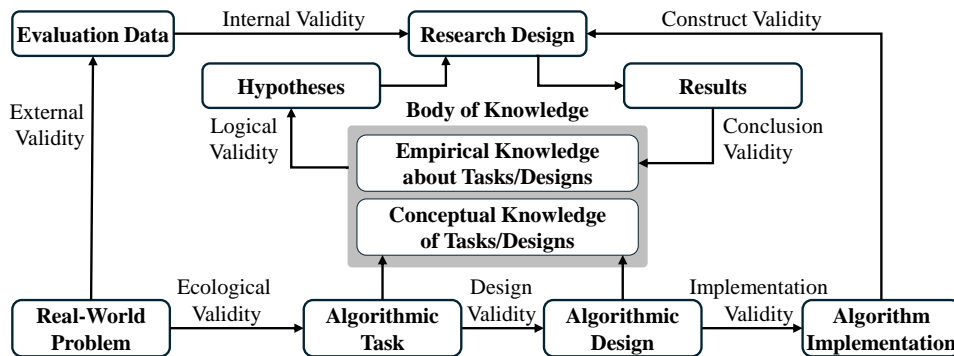 Internal Validity
Construct Validity
Evaluation Data
Research Design
Hypotheses
Results
External
Validity
Body of Knowledge
Logical
Validity
Conclusion
Validity
Empirical Knowledge
about Tasks/Designs
Conceptual Knowledge
of Tasks/Designs
Ecological
Validity
Design
Validity
Implementation
Validity
Real-World
Problem
Algorithmic
Task
Algorithmic
Design
Algorithm
Implementation